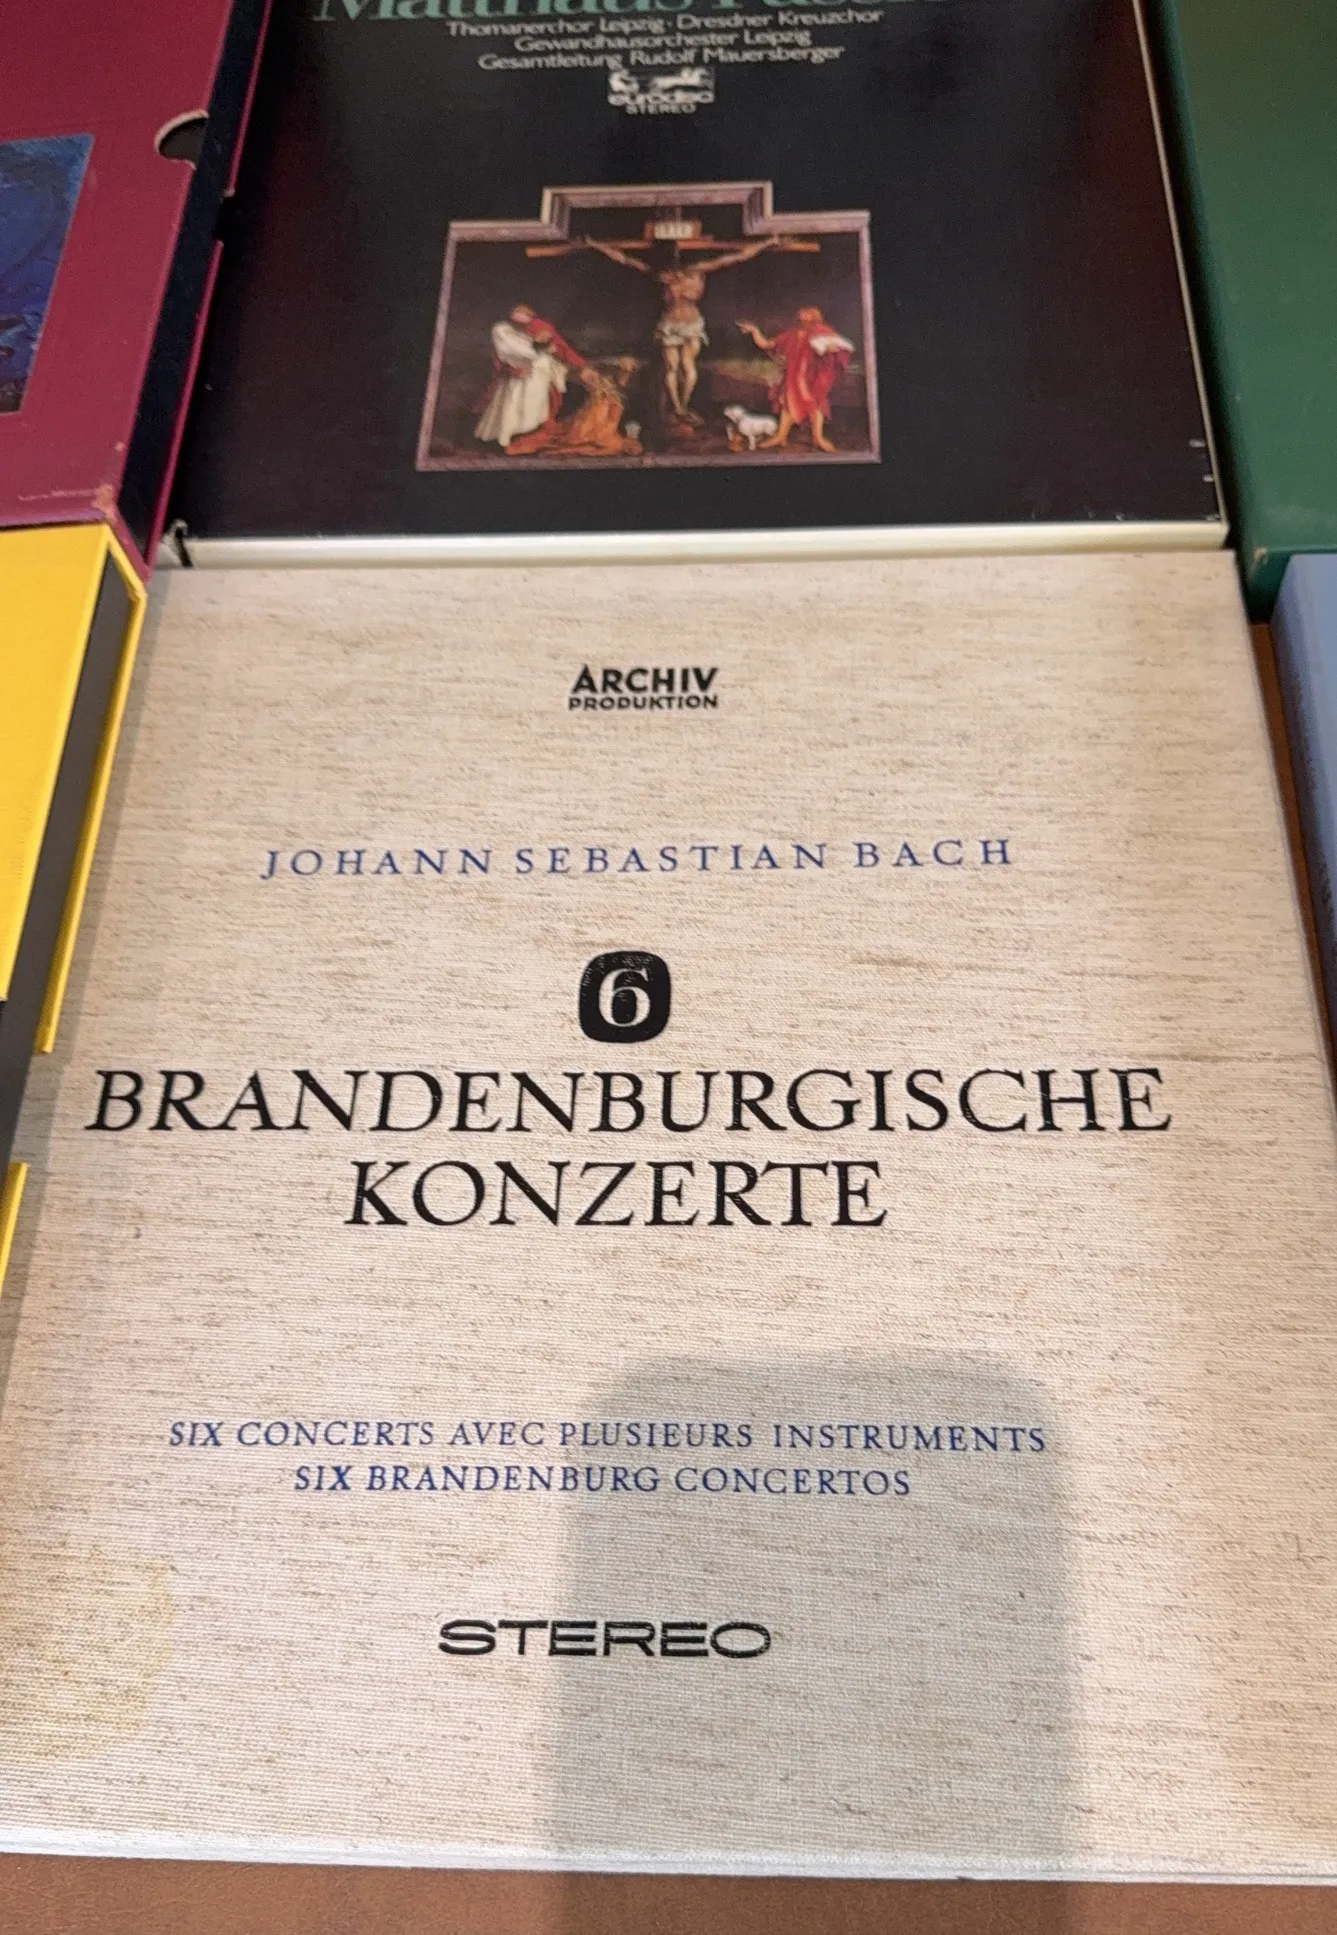 Thomanerchor Leipzig · Dresdner Kreuzchor
Gewandhausorchester Leipzig
Gesamtleitung Rudolf Mauersberger
eurodisc
STEREO
ARCHIV
PRODUKTION
JOHANN SEBASTIAN BACH
6
BRANDENBURGISCHE
KONZERTE
SIX CONCERTS AVEC PLUSIEURS INSTRUMENTS
SIX BRANDENBURG CONCERTOS
STEREO